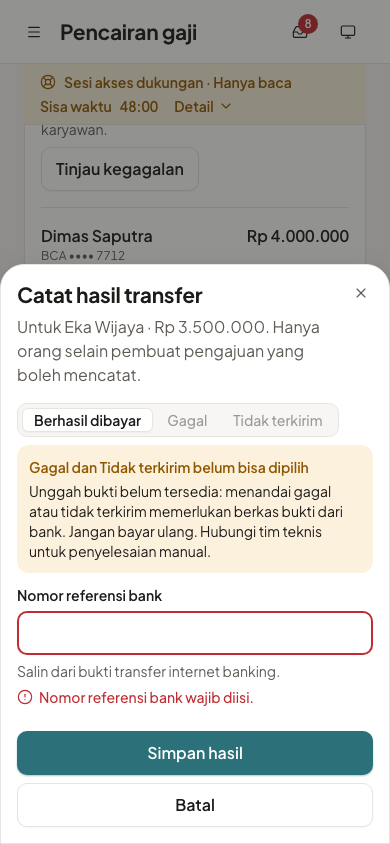 Pencairan gaji
8
Sesi akses dukungan · Hanya baca
Sisa waktu 48:00 Detail
karyawan.
Tinjau kegagalan
Dimas Saputra Rp 4.000.000
BCA •••• 7712
Catat hasil transfer
Untuk Eka Wijaya · Rp 3.500.000. Hanya
orang selain pembuat pengajuan yang
boleh mencatat.
Berhasil dibayar Gagal Tidak terkirim
Gagal dan Tidak terkirim belum bisa dipilih
Unggah bukti belum tersedia: menandai gagal
atau tidak terkirim memerlukan berkas bukti dari
bank. Jangan bayar ulang. Hubungi tim teknis
untuk penyelesaian manual.
Nomor referensi bank
Salin dari bukti transfer internet banking.
Nomor referensi bank wajib diisi.
Simpan hasil
Batal